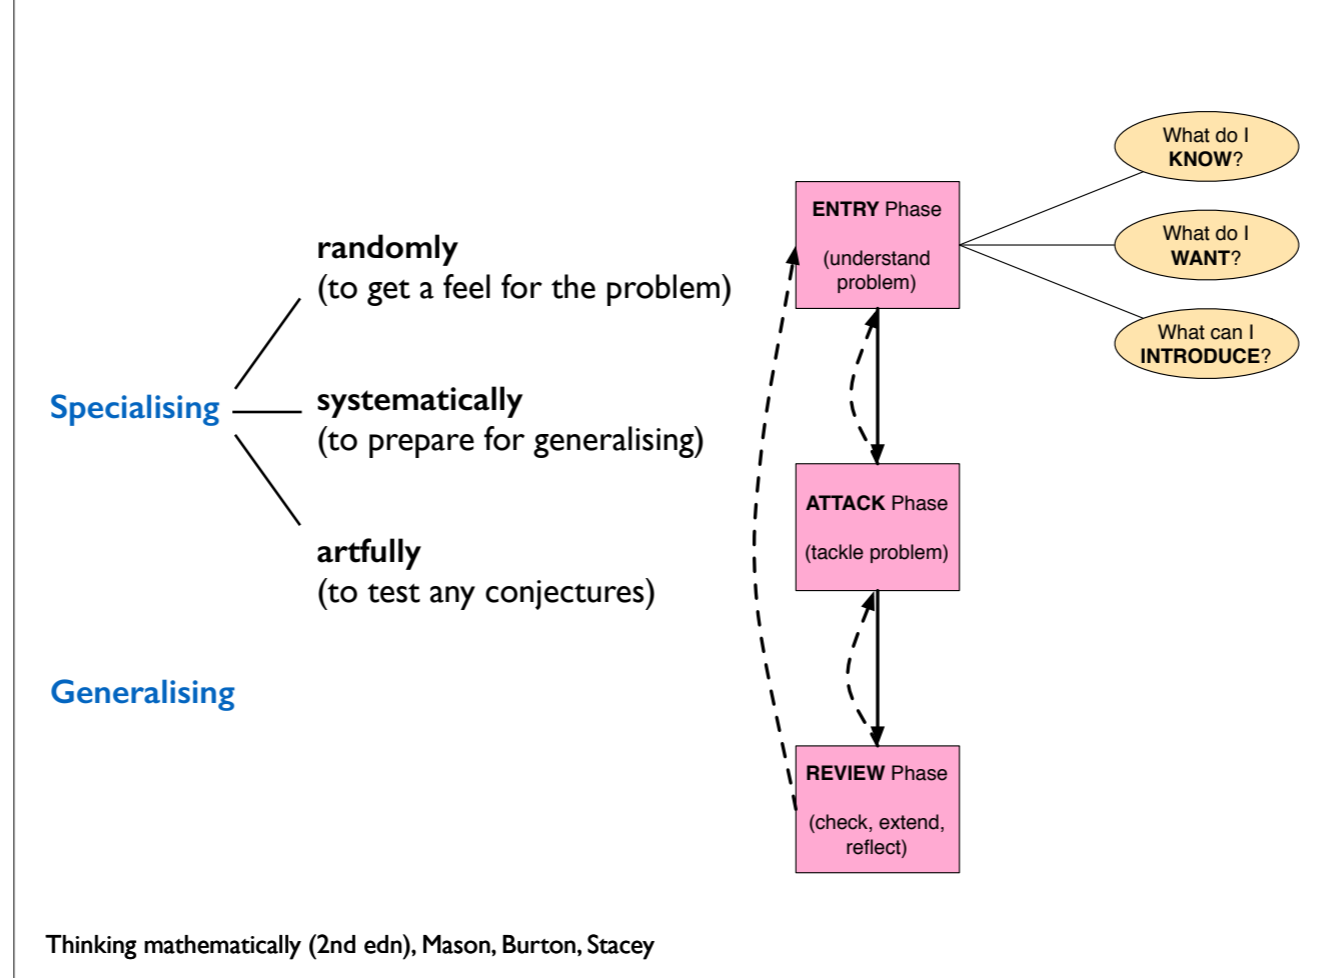 Specialising
randomly
(to get a feel for the problem)
systematically
(to prepare for generalising)
artfully
(to test any conjectures)
Generalising
ENTRY Phase
(understand
problem)
What do I
KNOW?
What do I
WANT?
What can I
INTRODUCE?
ATTACK Phase
(tackle problem)
REVIEW Phase
(check, extend,
reflect)
Thinking mathematically (2nd edn), Mason, Burton, Stacey